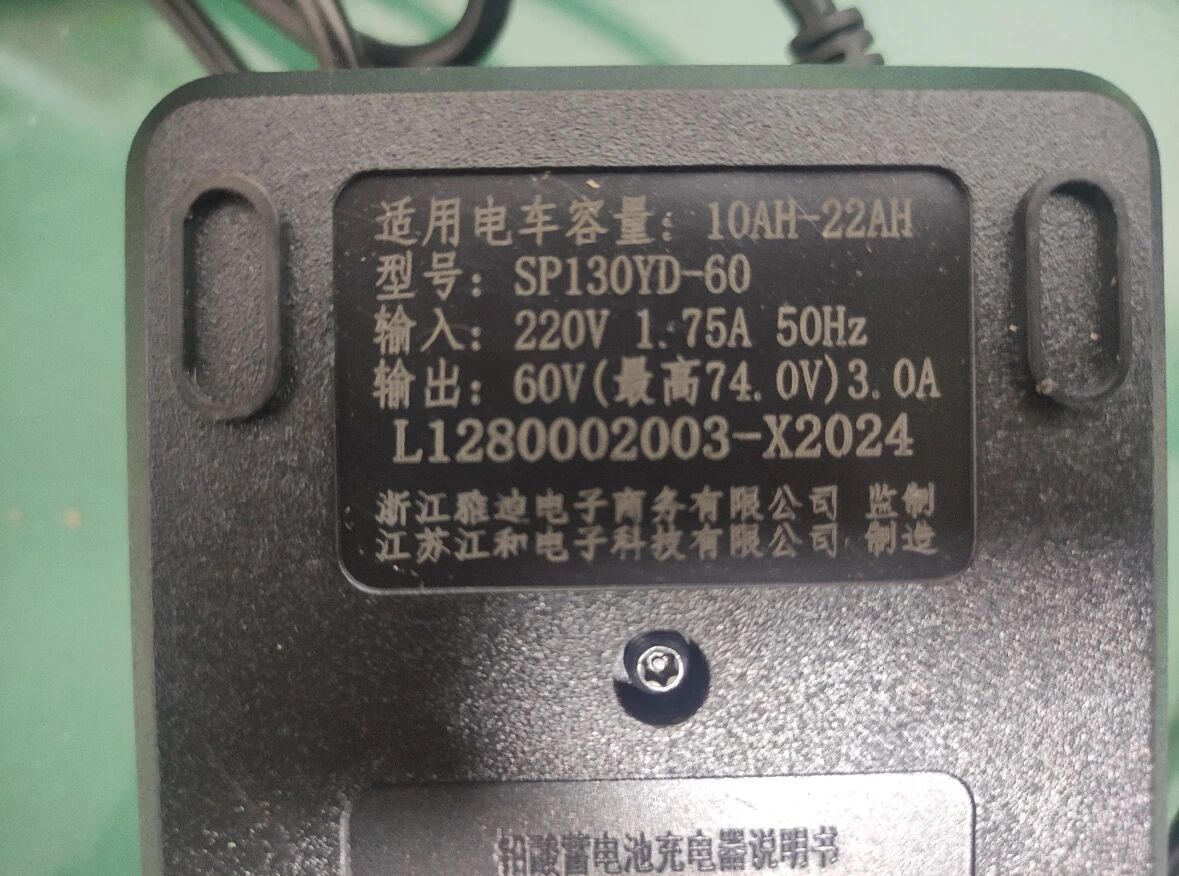 适用电车容量: 10AH-22AH
型号: SP130YD-60
输入: 220V 1.75A 50Hz
输出: 60V(最高74.0V)3.0A
L1280002003-X2024
浙江雅迪电子商务有限公司 监制
江苏江和电子科技有限公司 制造
铅酸蓄电池充电器说明书